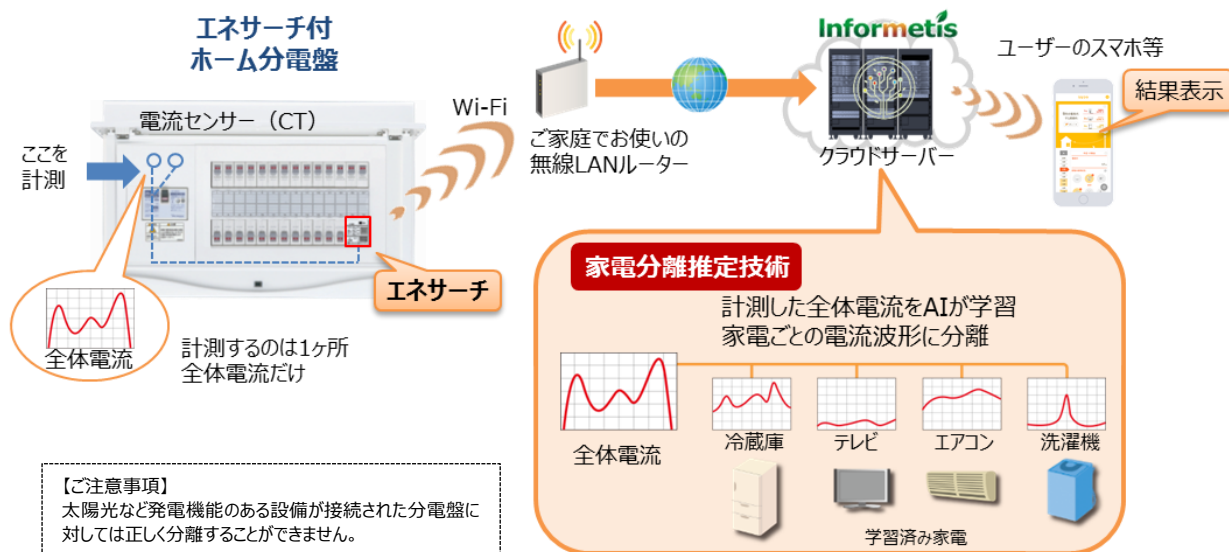 エネサーチ付
ホーム分電盤
電流センサー（CT）
ここを
計測
Wi-Fi
ご家庭でお使いの
無線LANルーター
Informetis
クラウドサーバー
ユーザーのスマホ等
結果表示
エネサーチ
全体電流
計測するのは1ヶ所
全体電流だけ
家電分離推定技術
計測した全体電流をAIが学習
家電ごとの電流波形に分離
全体電流
冷蔵庫
テレビ
エアコン
洗濯機
学習済み家電
【ご注意事項】
太陽光など発電機能のある設備が接続された分電盤に
対しては正しく分離することができません。